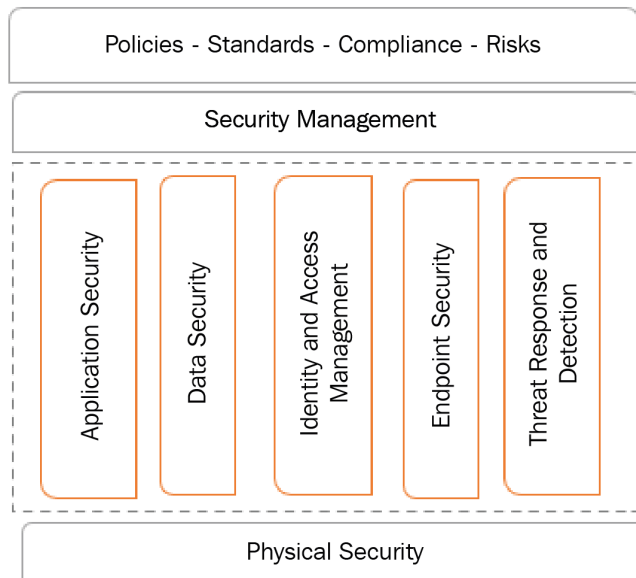 Policies - Standards - Compliance - Risks
Security Management
Application Security
Data Security
Identity and Access
Management
Endpoint Security
Threat Response and
Detection
Physical Security